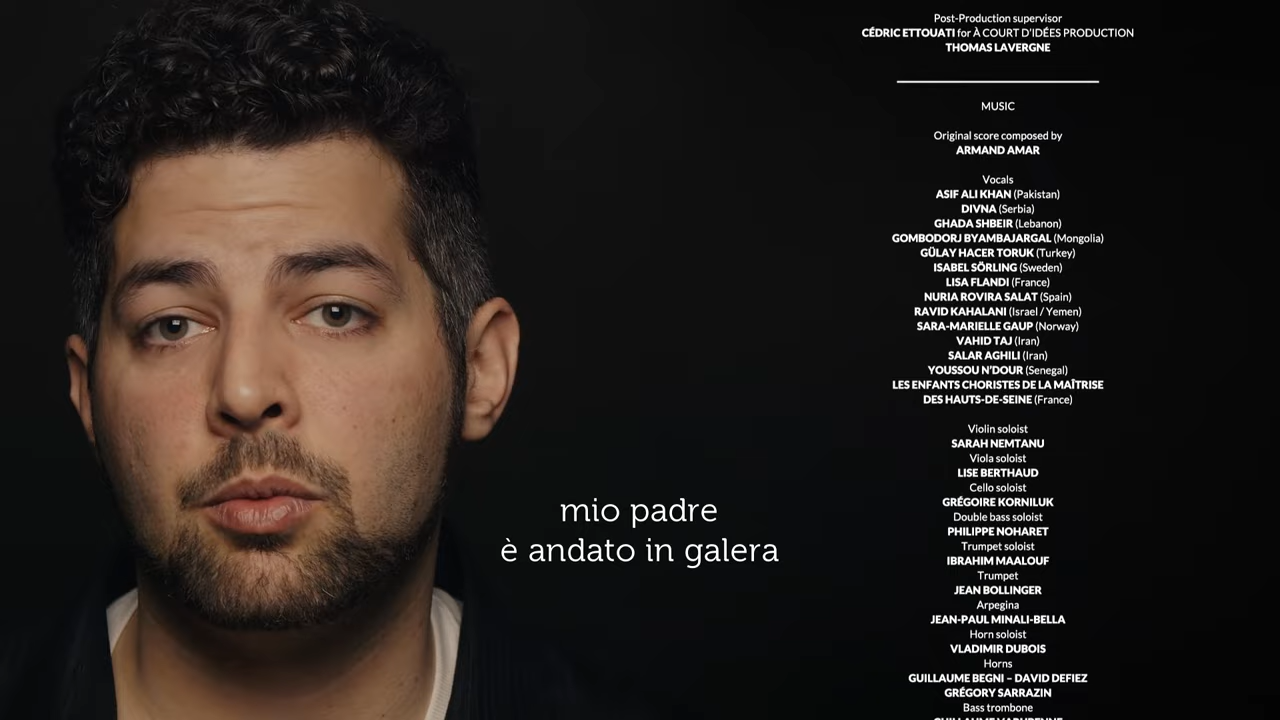 mio padre
è andato in galera
Post-Production supervisor
CÉDRIC ETTOUATI for À COURT D'IDÉES PRODUCTION
THOMAS LAVERGNE
MUSIC
Original score composed by
ARMAND AMAR
Vocals
ASIF ALI KHAN (Pakistan)
DIVNA (Serbia)
GHADA SHBEIR (Lebanon)
GOMBODORJ BYAMBAJARGAL (Mongolia)
GÜLAY HACER TORUK (Turkey)
ISABEL SÖRLING (Sweden)
LISA FLANDI (France)
NURIA ROVIRA SALAT (Spain)
RAVID KAHALANI (Israel / Yemen)
SARA-MARIELLE GAUP (Norway)
VAHID TAJ (Iran)
SALAR AGHILI (Iran)
YOUSSOU N'DOUR (Senegal)
LES ENFANTS CHORISTES DE LA MAÎTRISE
DES HAUTS-DE-SEINE (France)
Violin soloist
SARAH NEMTANU
Viola soloist
LISE BERTHAUD
Cello soloist
GRÉGOIRE KORNILUK
Double bass soloist
PHILIPPE NOHARET
Trumpet soloist
IBRAHIM MAALOUF
Trumpet
JEAN BOLLINGER
Arpegina
JEAN-PAUL MINALI-BELLA
Horn soloist
VLADIMIR DUBOIS
Horns
GUILLAUME BEGNI – DAVID DEFIEZ
GRÉGORY SARRAZIN
Bass trombone